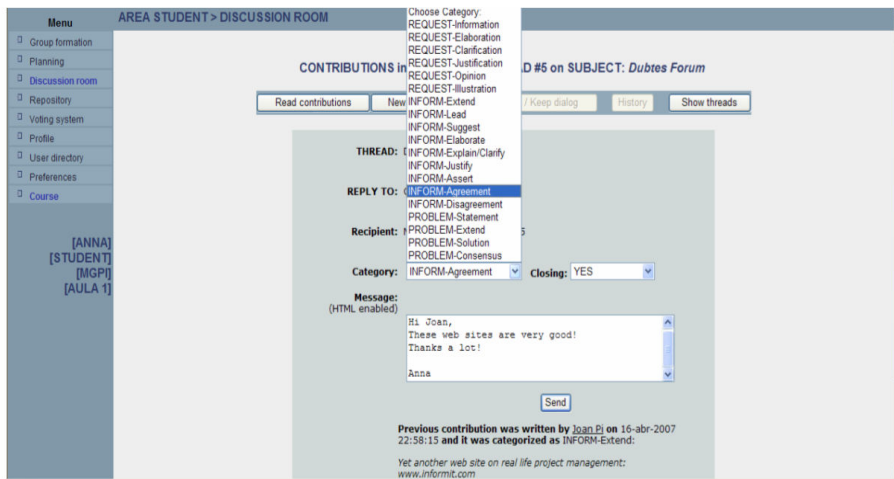 Menu
Group formation
Planning
Discussion room
Repository
Voting system
Profile
User directory
Preferences
Course
[ANNA]
[STUDENT]
[MGPI]
[AULA 1]
AREA STUDENT > DISCUSSION ROOM
CONTRIBUTIONS in D #5 on SUBJECT: Dubtes Forum
Read contributions New / Keep dialog History Show threads
Choose Category:
REQUEST-Information
REQUEST-Elaboration
REQUEST-Clarification
REQUEST-Justification
REQUEST-Opinion
REQUEST-Illustration
INFORM-Extend
INFORM-Lead
INFORM-Suggest
INFORM-Elaborate
INFORM-Explain/Clarify
INFORM-Justify
INFORM-Assert
INFORM-Agreement
INFORM-Disagreement
PROBLEM-Statement
PROBLEM-Extend
PROBLEM-Solution
PROBLEM-Consensus
THREAD:
REPLY TO:
Recipient: 5
Category: INFORM-Agreement Closing: YES
Message:
(HTML enabled)
Hi Joan,
These web sites are very good!
Thanks a lot!
Anna
Send
Previous contribution was written by Joan Pi on 16-abr-2007
22:58:15 and it was categorized as INFORM-Extend:
Yet another web site on real life project management:
www.informit.com